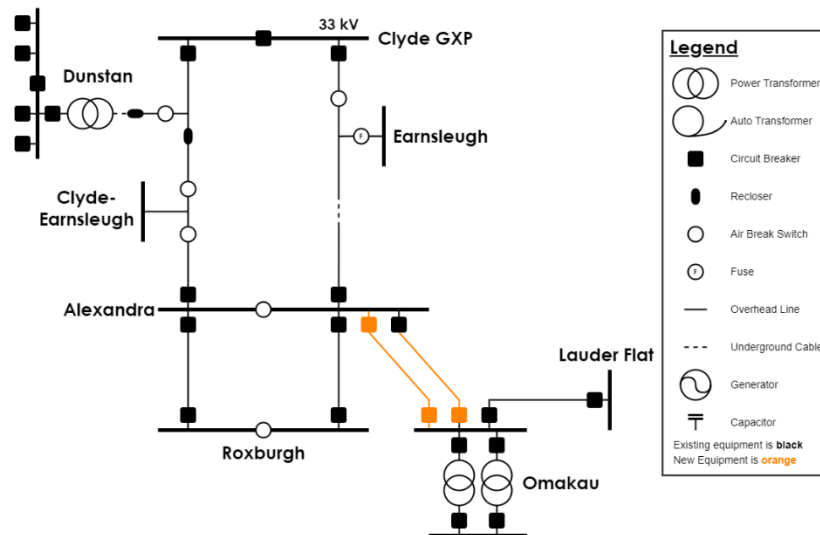 33 kV
Clyde GXP
Dunstan
F
Earnsleugh
Clyde-
Earnsleugh
Alexandra
Lauder Flat
Roxburgh
Omakau
Legend
Power Transformer
Auto Transformer
Circuit Breaker
Recloser
Air Break Switch
F
Fuse
Overhead Line
Underground Cable
Generator
Capacitor
Existing equipment is black
New Equipment is orange